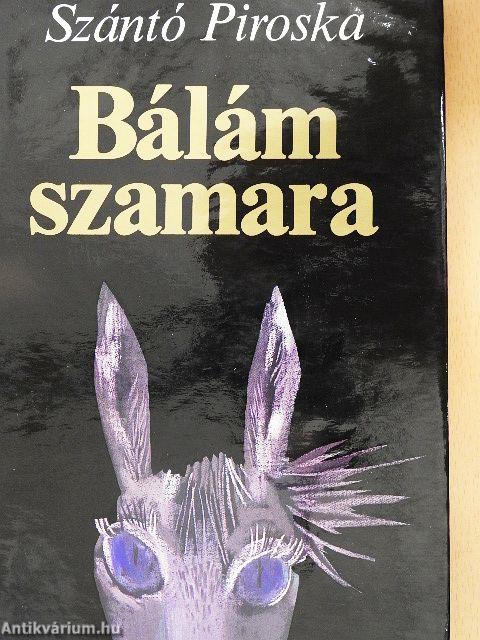 Szántó Piroska
Bálám
szamara
Antikvárium.hu